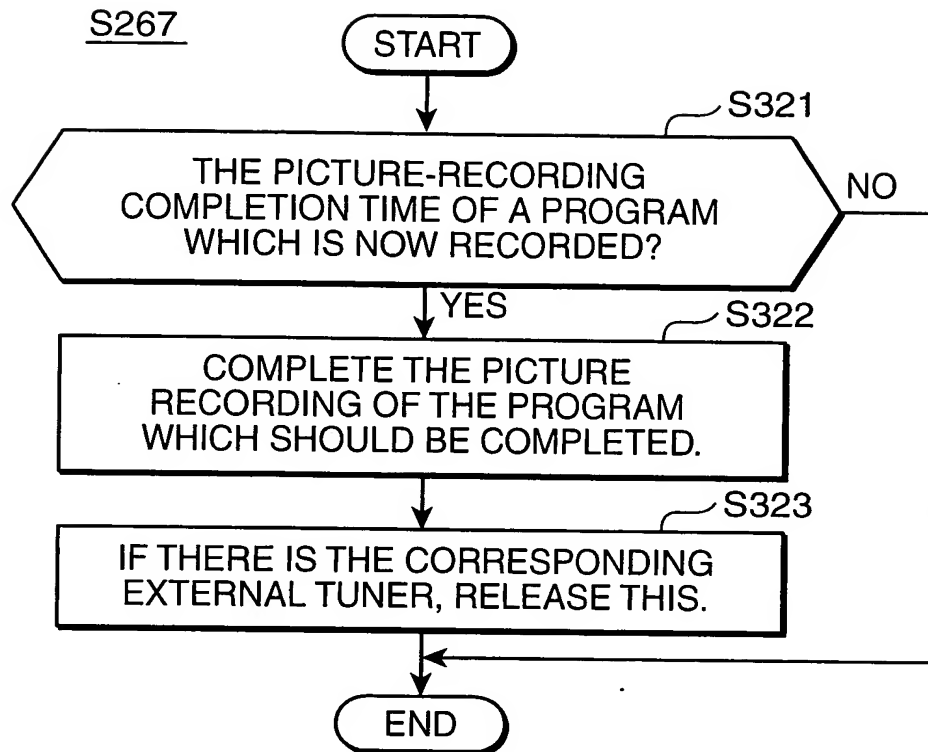 S267
START
S321
THE PICTURE-RECORDING
COMPLETION TIME OF A PROGRAM
WHICH IS NOW RECORDED?
NO
YES
S322
COMPLETE THE PICTURE
RECORDING OF THE PROGRAM
WHICH SHOULD BE COMPLETED.
S323
IF THERE IS THE CORRESPONDING
EXTERNAL TUNER, RELEASE THIS.
END